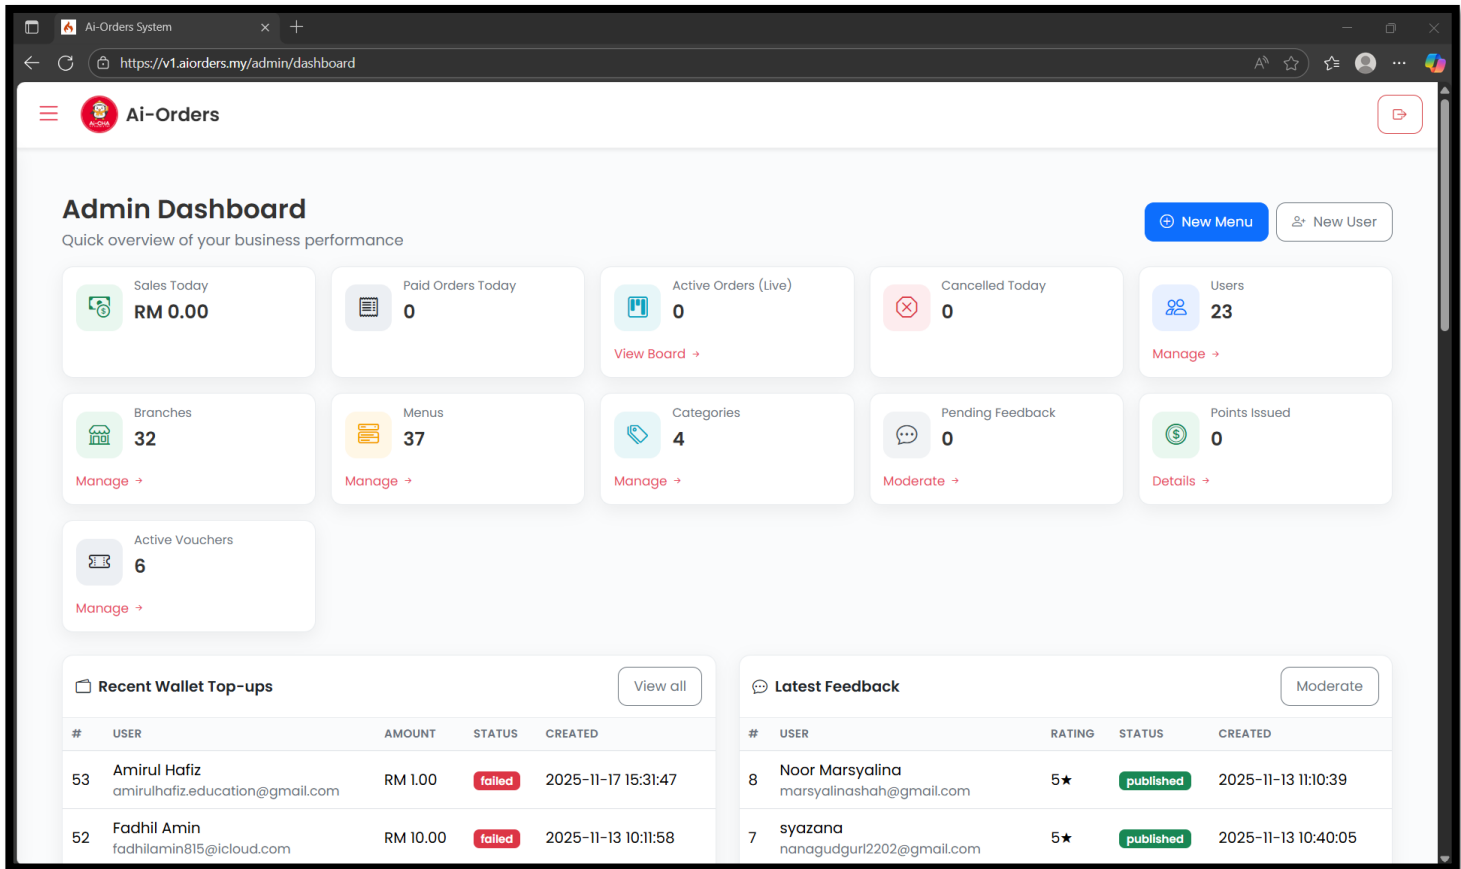 Ai-Orders System
https://v1.aiorders.my/admin/dashboard
Ai-CHA
Ai-Orders
Admin Dashboard
Quick overview of your business performance
New Menu
New User
Sales Today
RM 0.00
Paid Orders Today
0
Active Orders (Live)
0
View Board →
Cancelled Today
0
Users
23
Manage →
Branches
32
Manage →
Menus
37
Manage →
Categories
4
Manage →
Pending Feedback
0
Moderate →
Points Issued
0
Details →
Active Vouchers
6
Manage →
Recent Wallet Top-ups
View all
# USER AMOUNT STATUS CREATED
53 Amirul Hafiz RM 1.00 failed 2025-11-17 15:31:47
amirulhafiz.education@gmail.com
52 Fadhil Amin RM 10.00 failed 2025-11-13 10:11:58
fadhilamin815@icloud.com
Latest Feedback
Moderate
# USER RATING STATUS CREATED
8 Noor Marsyalina 5★ published 2025-11-13 11:10:39
marsyalinashah@gmail.com
7 syazana 5★ published 2025-11-13 10:40:05
nanagudgurl2202@gmail.com